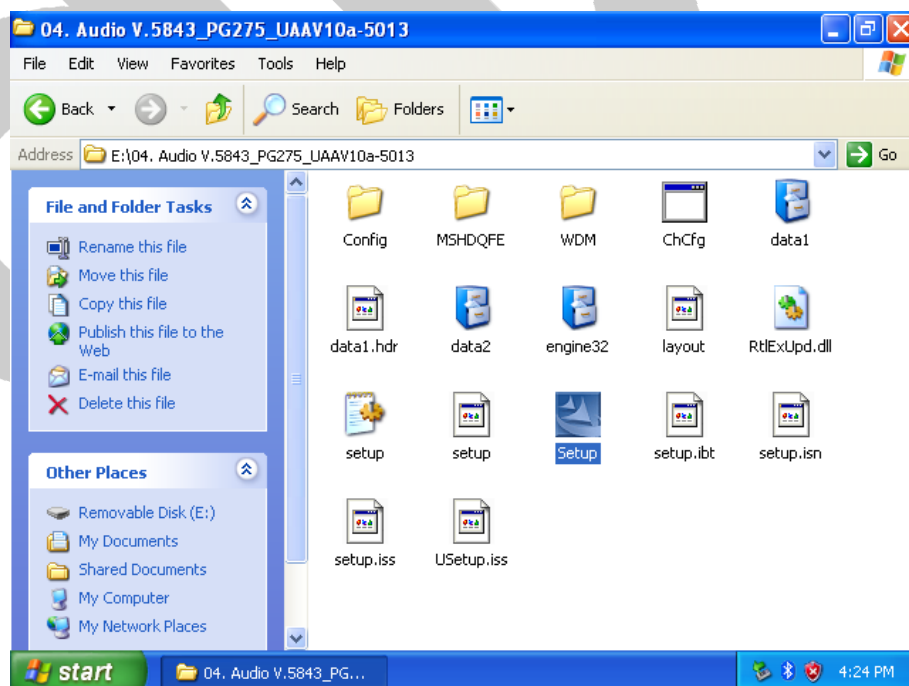 04. Audio V.5843_PG275_UAAV10a-5013
File Edit View Favorites Tools Help
Back Search Folders
Address E:\04. Audio V.5843_PG275_UAAV10a-5013 Go
File and Folder Tasks
Rename this file
Move this file
Copy this file
Publish this file to the
Web
E-mail this file
Delete this file
Other Places
Removable Disk (E:)
My Documents
Shared Documents
My Computer
My Network Places
Config MSHDQFE WDM ChCfg data1
data1.hdr data2 engine32 layout RtlExUpd.dll
setup setup Setup setup.ibt setup.isn
setup.iss USetup.iss
start 04. Audio V.5843_PG... 4:24 PM